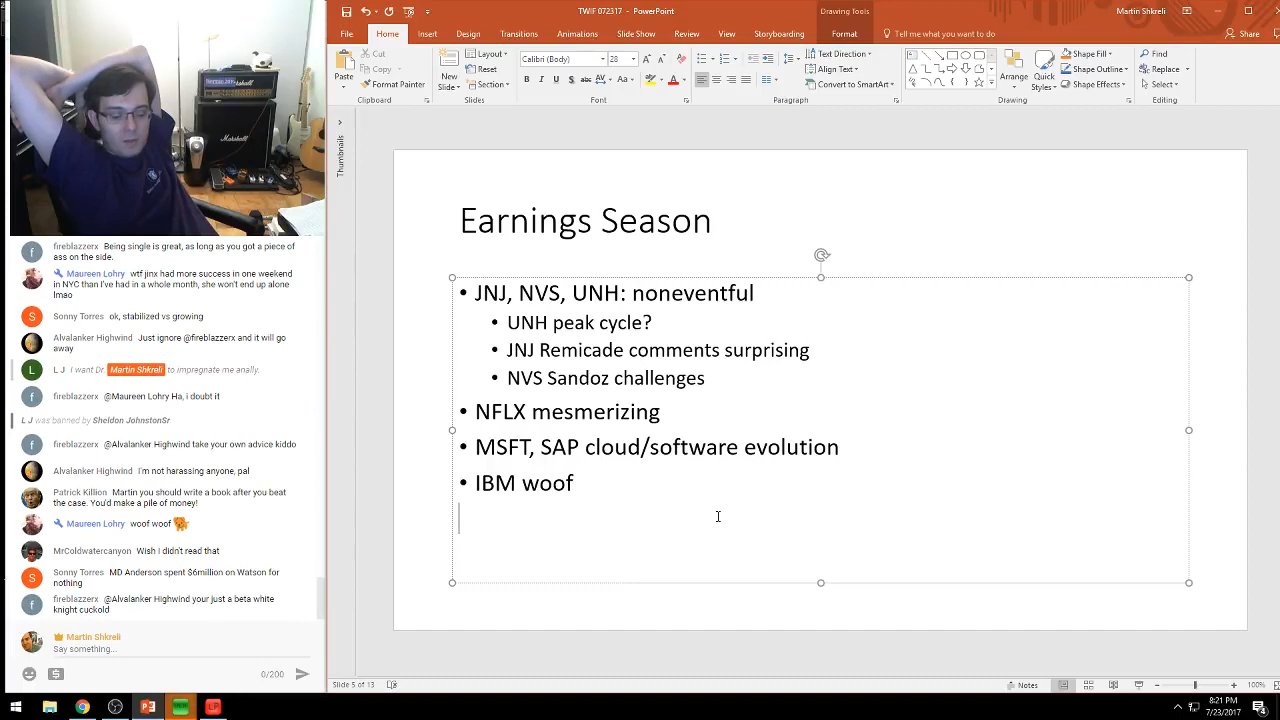 TWIF 072317 - PowerPoint
Drawing Tools
Martin Shkreli
File Home Insert Draw Design Transitions Animations Slide Show Review View Storyboarding Format Tell me what you want to do Share
Paste
Cut
Copy
Format Painter
Clipboard
New
Slide
Layout
Reset
Section
Slides
Calibri (Body) 28
Font
Text Direction
Align Text
Convert to SmartArt
Paragraph
Arrange
Quick
Styles
Shape Fill
Shape Outline
Shape Effects
Drawing
Find
Replace
Select
Editing
Marshall
Thumbnails
fireblazzerx Being single is great, as long as you got a piece of
ass on the side.
Maureen Lohry wtf jinx had more success in one weekend
in NYC than I've had in a whole month, she won't end up alone
lmao
Sonny Torres ok, stabilized vs growing
Alvalanker Highwind Just ignore @fireblazzerx and it will go
away
L J I want Dr. Martin Shkreli to impregnate me anally.
fireblazzerx @Maureen Lohry Ha, i doubt it
L J was banned by Sheldon JohnstonSr
fireblazzerx @Alvalanker Highwind take your own advice kiddo
Alvalanker Highwind I'm not harassing anyone, pal
Patrick Killion Martin you should write a book after you beat
the case. You'd make a pile of money!
Maureen Lohry woof woof
MrColdwatercanyon Wish I didn't read that
Sonny Torres MD Anderson spent $6million on Watson for
nothing
fireblazzerx @Alvalanker Highwind your just a beta white
knight cuckold
Martin Shkreli
Say something...
0/200
Earnings Season
• JNJ, NVS, UNH: noneventful
• UNH peak cycle?
• JNJ Remicade comments surprising
• NVS Sandoz challenges
• NFLX mesmerizing
• MSFT, SAP cloud/software evolution
• IBM woof
Slide 5 of 13
Notes
100%
8:21 PM
7/23/2017